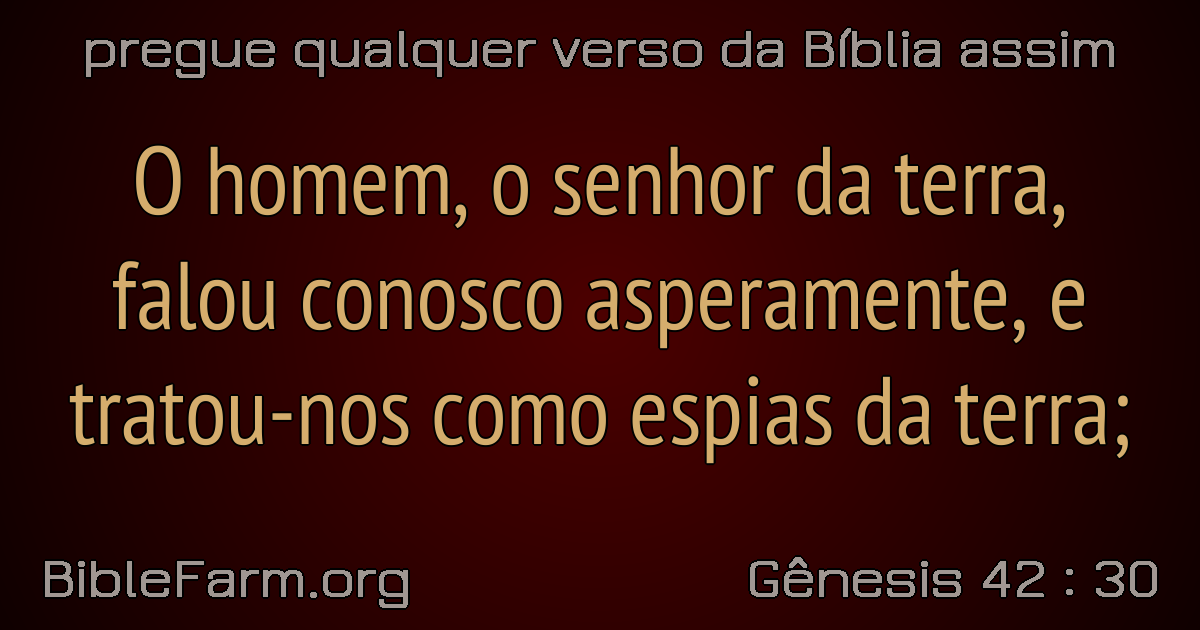 pregue qualquer verso da Bíblia assim
O homem, o senhor da terra,
falou conosco asperamente, e
tratou-nos como espias da terra;
BibleFarm.org
Gênesis 42 : 30